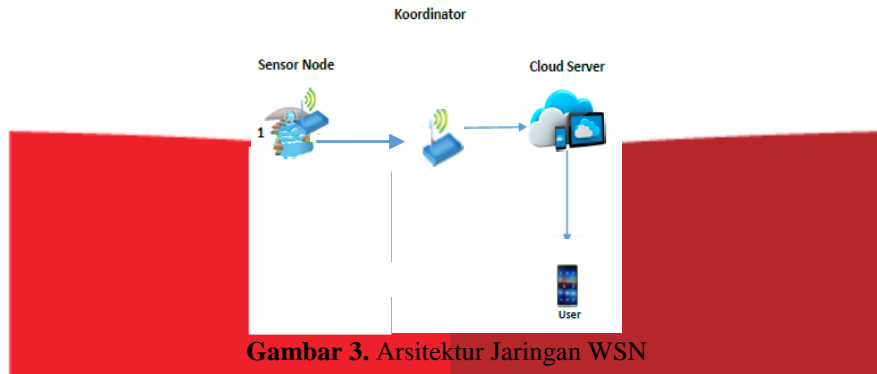 Koordinator
Sensor Node
Cloud Server
1
User
Gambar 3. Arsitektur Jaringan WSN